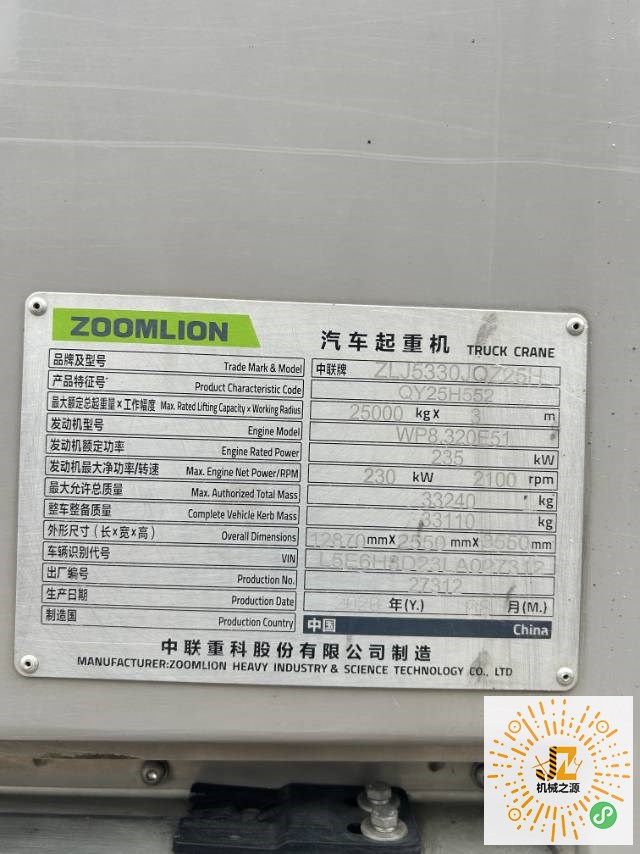 ZOOMLION
汽车起重机 TRUCK CRANE
品牌及型号 Trade Mark & Model 中联牌 ZLJ5330JQZ25H
产品特征号 Product Characteristic Code QY25H552
最大额定总起重量×工作幅度 Max. Rated Lifting Capacity × Working Radius 25000 kg× 3 m
发动机型号 Engine Model WP8.320E51
发动机额定功率 Engine Rated Power 235 kW
发动机最大净功率/转速 Max. Engine Net Power/RPM 230 kW 2100 rpm
最大允许总质量 Max. Authorized Total Mass 33240 kg
整车整备质量 Complete Vehicle Kerb Mass 33110 kg
外形尺寸（长×宽×高） Overall Dimensions 12870mm× 2550 mm× 3550mm
车辆识别代号 VIN
出厂编号 Production No. 27312
生产日期 Production Date 年(Y.) 月(M.)
制造国 Production Country 中国 China
中联重科股份有限公司制造
MANUFACTURER:ZOOMLION HEAVY INDUSTRY & SCIENCE TECHNOLOGY CO., LTD
JZ
机械之源